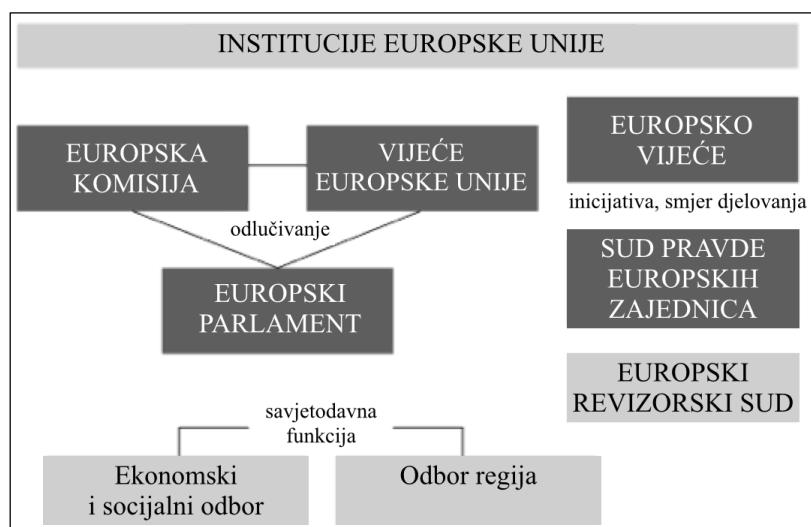 INSTITUCIJE EUROPSKE UNIJE
EUROPSKA
KOMISIJA
VIJEĆE
EUROPSKE UNIJE
odlučivanje
EUROPSKI
PARLAMENT
EUROPSKO
VIJEĆE
inicijativa, smjer djelovanja
SUD PRAVDE
EUROPSKIH
ZAJEDNICA
EUROPSKI
REVIZORSKI SUD
savjetodavna
funkcija
Ekonomski
i socijalni odbor
Odbor regija